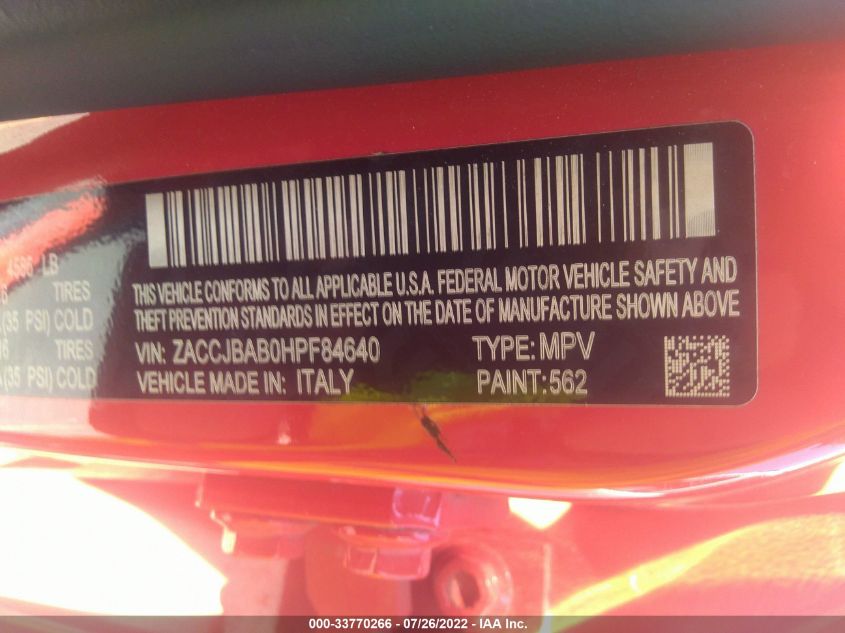 4586 LB
TIRES
(35 PSI) COLD
TIRES
(35 PSI) COLD
THIS VEHICLE CONFORMS TO ALL APPLICABLE U.S.A. FEDERAL MOTOR VEHICLE SAFETY AND
THEFT PREVENTION STANDARDS IN EFFECT ON THE DATE OF MANUFACTURE SHOWN ABOVE
VIN: ZACCJBAB0HPF84640 TYPE: MPV
VEHICLE MADE IN: ITALY PAINT:562
000-33770266 - 07/26/2022 - IAA Inc.